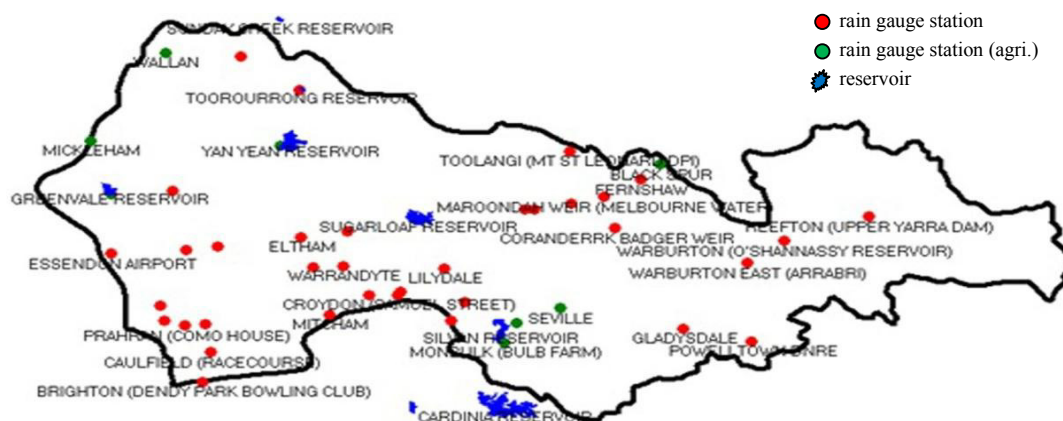 rain gauge station
SUNDAY CREEK RESERVOIR
rain gauge station (agri.)
WALLAN
reservoir
TOOROURRONG RESERVOIR
MICKLEHAM
YAN YEAN RESERVOIR
TOOLANGI (MT ST LEONARD DPI)
BLACK SPUR
FERNSHAW
GREENVALE RESERVOIR
MAROONDAH WEIR (MELBOURNE WATER)
SUGARLOAF RESERVOIR
REEFTON (UPPER YARRA DAM)
CORANDERRK BADGER WEIR
ELTHAM
WARBURTON (O'SHANNASSY RESERVOIR)
ESSENDON AIRPORT
WARRANDYTE
LILYDALE
WARBURTON EAST (ARRABRI)
CROYDON (SAMUEL STREET)
SEVILLE
MITCHAM
PRAHRAN (COMO HOUSE)
SILVAN RESERVOIR
GLADYSDALE
POWELLTOWN DNRE
MONBULK (BULB FARM)
CAULFIELD (RACECOURSE)
BRIGHTON (DENDY PARK BOWLING CLUB)
CARDINIA RESERVOIR